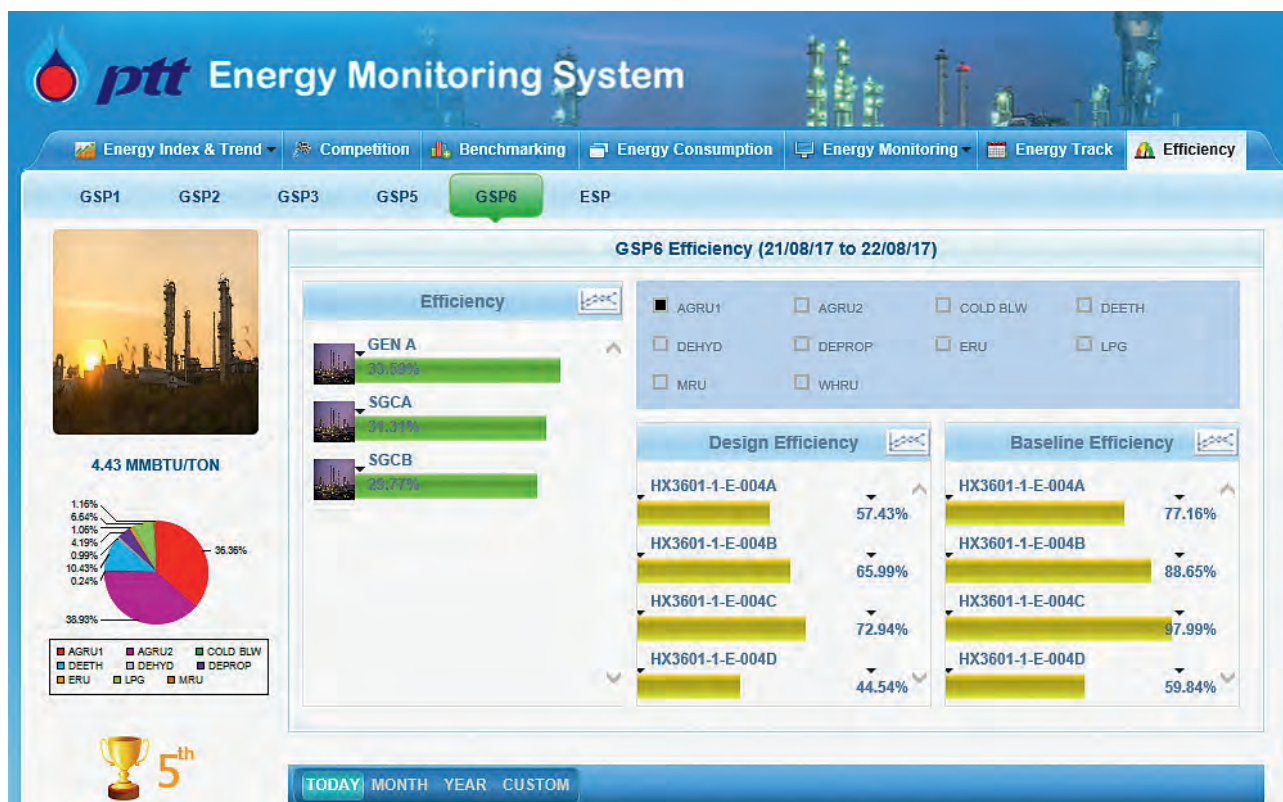 ptt Energy Monitoring System
Energy Index & Trend Competition Benchmarking Energy Consumption Energy Monitoring Energy Track Efficiency
GSP1 GSP2 GSP3 GSP5 GSP6 ESP
GSP6 Efficiency (21/08/17 to 22/08/17)
4.43 MMBTU/TON
1.16%
6.64%
1.06%
4.19%
0.99%
10.43%
0.24%
36.36%
38.93%
AGRU1 AGRU2 COLD BLW
DEETH DEHYD DEPROP
ERU LPG MRU
5th
Efficiency
GEN A
33.59%
SGCA
31.31%
SGCB
29.77%
AGRU1 AGRU2 COLD BLW DEETH
DEHYD DEPROP ERU LPG
MRU WHRU
Design Efficiency
HX3601-1-E-004A
57.43%
HX3601-1-E-004B
65.99%
HX3601-1-E-004C
72.94%
HX3601-1-E-004D
44.54%
Baseline Efficiency
HX3601-1-E-004A
77.16%
HX3601-1-E-004B
88.65%
HX3601-1-E-004C
97.99%
HX3601-1-E-004D
59.84%
TODAY MONTH YEAR CUSTOM